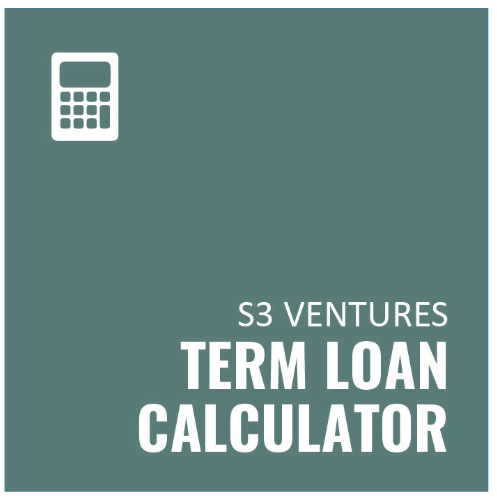 S3 VENTURES
TERM LOAN
CALCULATOR